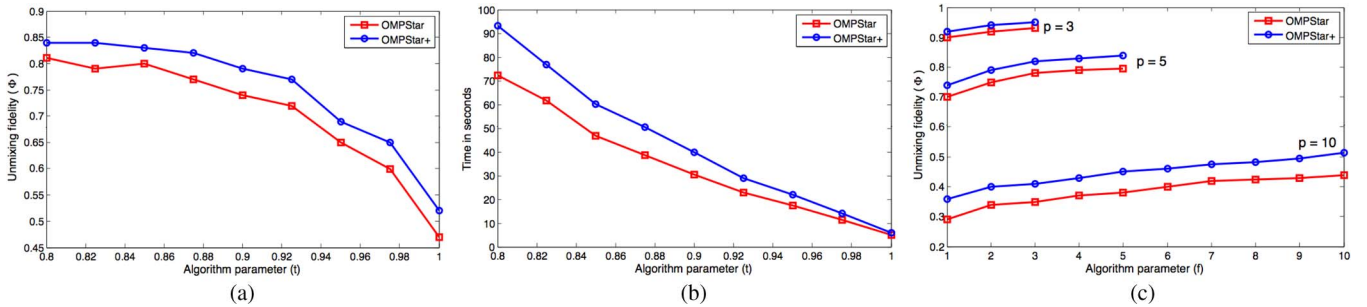 0.9
0.85
0.8
0.75
0.7
0.65
0.6
0.55
0.5
0.45
Unmixing fidelity (Φ)
OMPStar
OMPStar+
0.8 0.82 0.84 0.86 0.88 0.9 0.92 0.94 0.96 0.98 1
Algorithm parameter (t)
(a)
100
90
80
70
60
50
40
30
20
10
0
Time in seconds
OMPStar
OMPStar+
0.8 0.82 0.84 0.86 0.88 0.9 0.92 0.94 0.96 0.98 1
Algorithm parameter (t)
(b)
1
0.9
0.8
0.7
0.6
0.5
0.4
0.3
0.2
Unmixing fidelity (Φ)
OMPStar
OMPStar+
p = 3
p = 5
p = 10
1 2 3 4 5 6 7 8 9 10
Algorithm parameter (f)
(c)